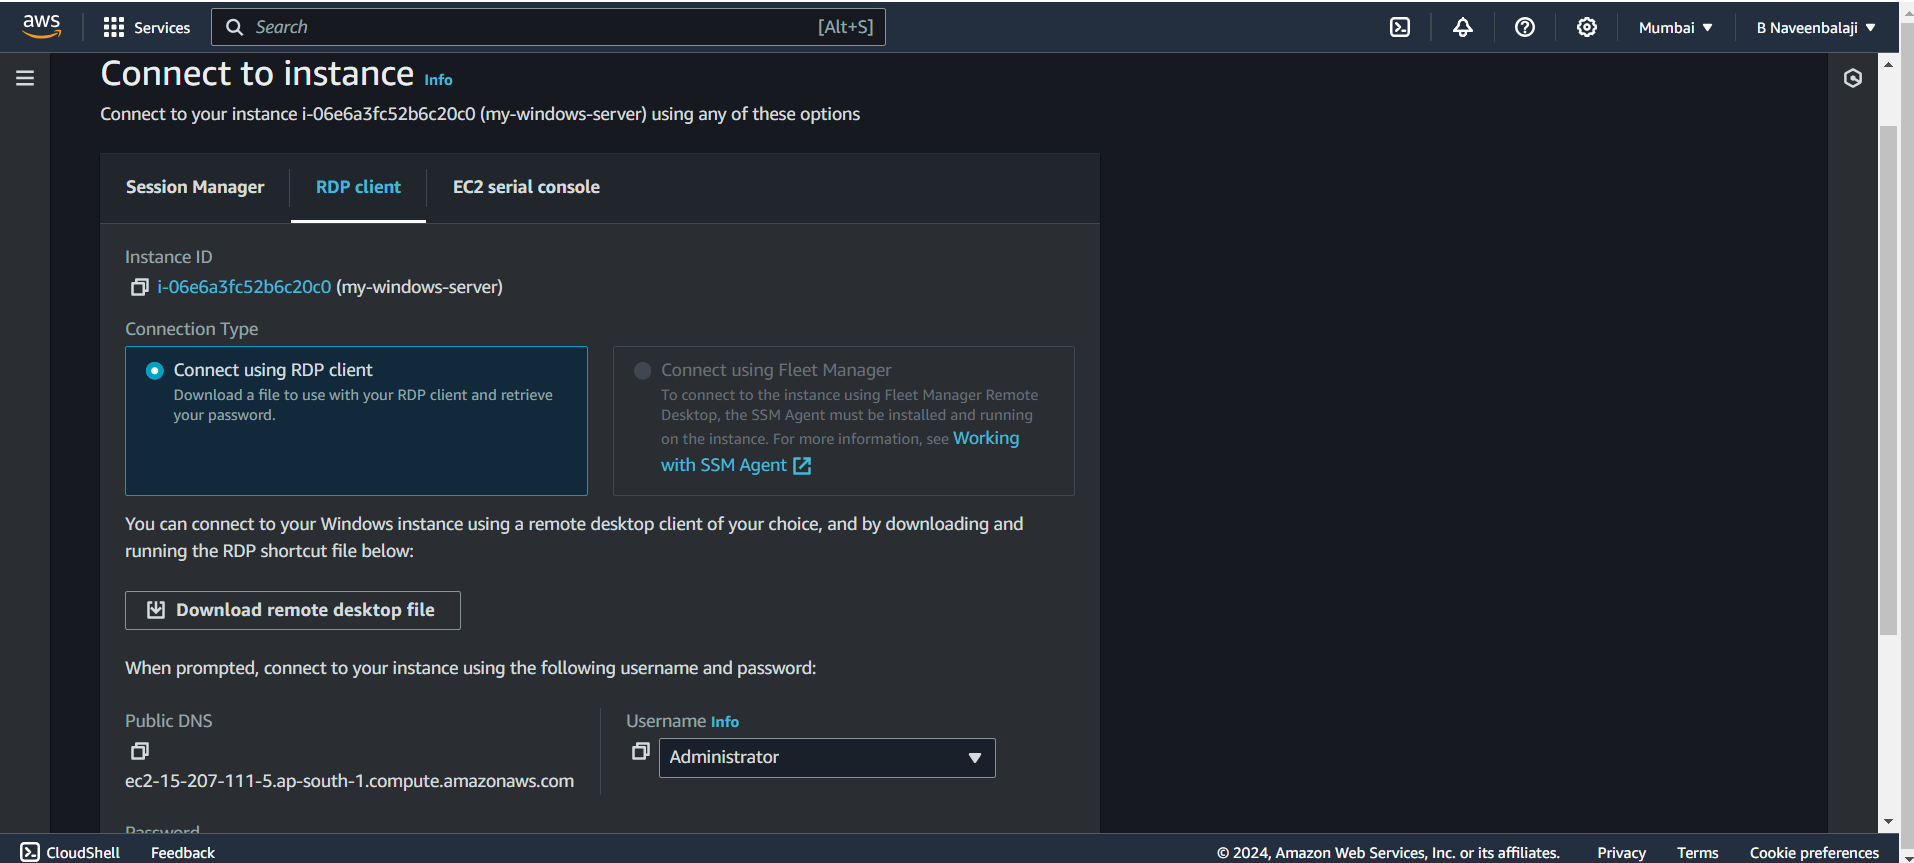 aws
Services
Search
[Alt+S]
Mumbai
B Naveenbalaji
Connect to instance Info
Connect to your instance i-06e6a3fc52b6c20c0 (my-windows-server) using any of these options
Session Manager
RDP client
EC2 serial console
Instance ID
i-06e6a3fc52b6c20c0 (my-windows-server)
Connection Type
Connect using RDP client
Download a file to use with your RDP client and retrieve
your password.
Connect using Fleet Manager
To connect to the instance using Fleet Manager Remote
Desktop, the SSM Agent must be installed and running
on the instance. For more information, see Working
with SSM Agent
You can connect to your Windows instance using a remote desktop client of your choice, and by downloading and
running the RDP shortcut file below:
Download remote desktop file
When prompted, connect to your instance using the following username and password:
Public DNS
ec2-15-207-111-5.ap-south-1.compute.amazonaws.com
Username Info
Administrator
Password
CloudShell
Feedback
© 2024, Amazon Web Services, Inc. or its affiliates.
Privacy
Terms
Cookie preferences